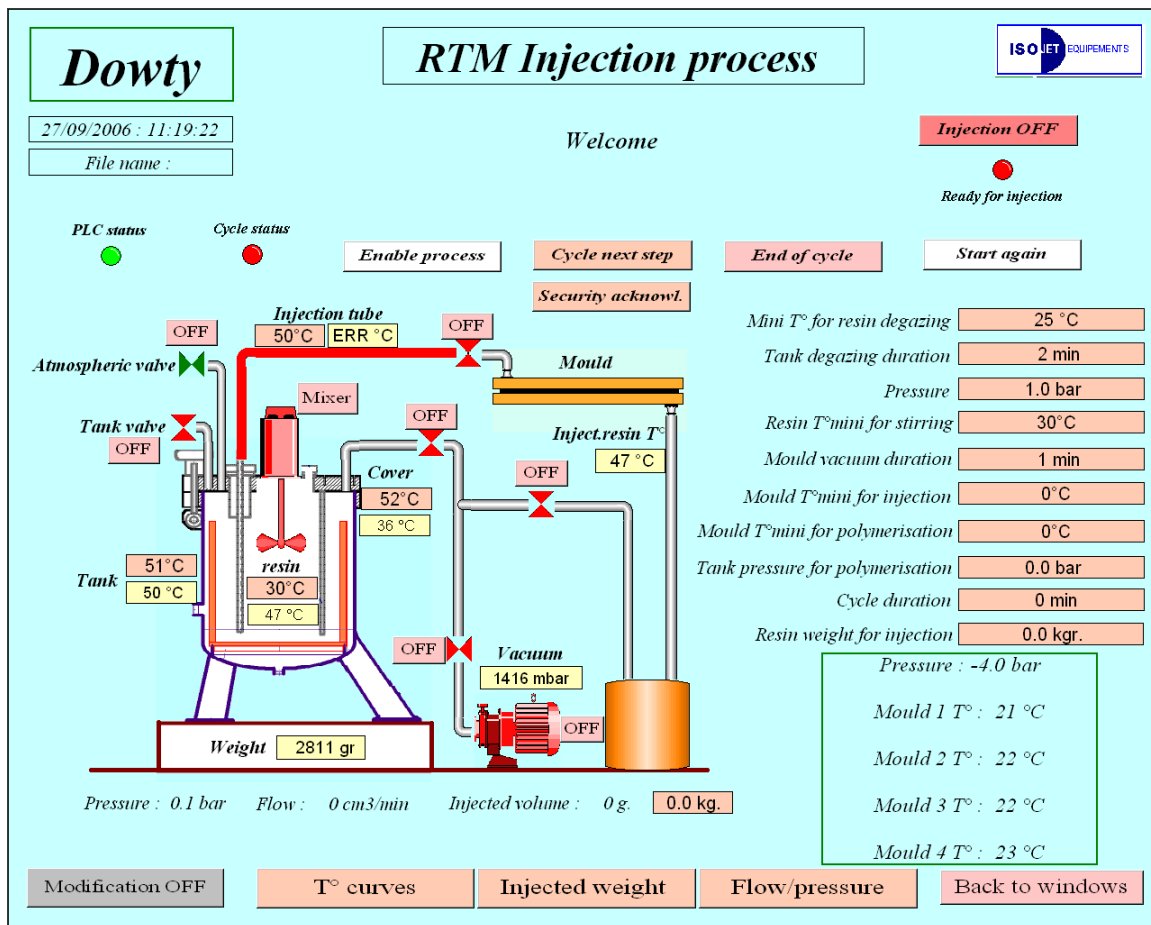 Dowty
RTM Injection process
ISOJET EQUIPEMENTS
27/09/2006 : 11:19:22
File name :
Welcome
Injection OFF
Ready for injection
PLC status
Cycle status
Enable process
Cycle next step
End of cycle
Start again
Security acknowl.
Injection tube
50°C
ERR °C
OFF
OFF
Atmospheric valve
Mould
Mixer
Tank valve
OFF
OFF
Inject.resin T°
47 °C
OFF
Cover
52°C
36 °C
Tank
51°C
50 °C
resin
30°C
47 °C
OFF
Vacuum
1416 mbar
OFF
Weight
2811 gr
Mini T° for resin degazing 25 °C
Tank degazing duration 2 min
Pressure 1.0 bar
Resin T°mini for stirring 30°C
Mould vacuum duration 1 min
Mould T°mini for injection 0°C
Mould T°mini for polymerisation 0°C
Tank pressure for polymerisation 0.0 bar
Cycle duration 0 min
Resin weight for injection 0.0 kgr.
Pressure : -4.0 bar
Mould 1 T° : 21 °C
Mould 2 T° : 22 °C
Mould 3 T° : 22 °C
Mould 4 T° : 23 °C
Pressure : 0.1 bar Flow : 0 cm3/min Injected volume : 0 g. 0.0 kg.
Modification OFF
T° curves
Injected weight
Flow/pressure
Back to windows